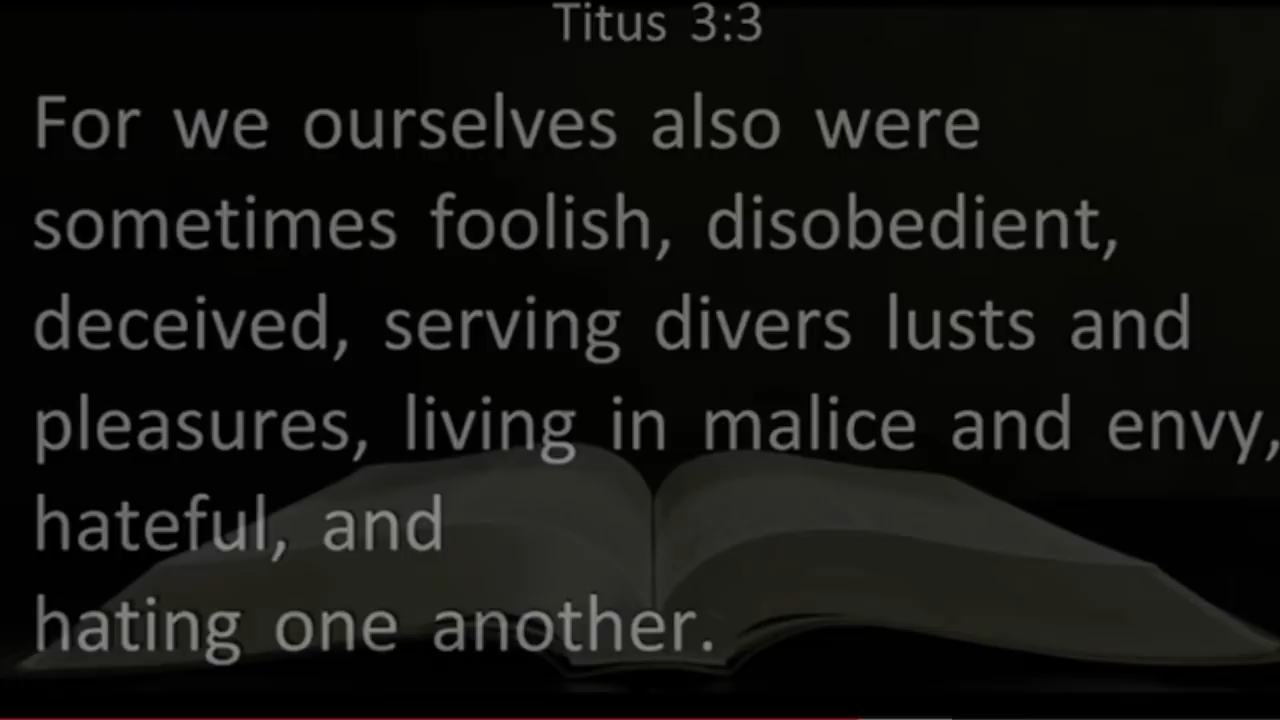 Titus 3:3
For we ourselves also were
sometimes foolish, disobedient,
deceived, serving divers lusts and
pleasures, living in malice and envy,
hateful, and
hating one another.